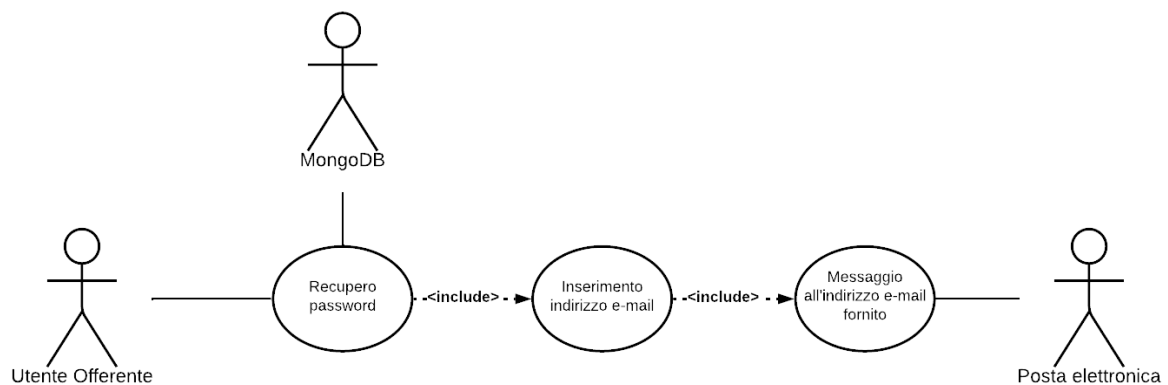 MongoDB
Utente Offerente
Recupero
password
<include>
Inserimento
indirizzo e-mail
<include>
Messaggio
all'indirizzo e-mail
fornito
Posta elettronica